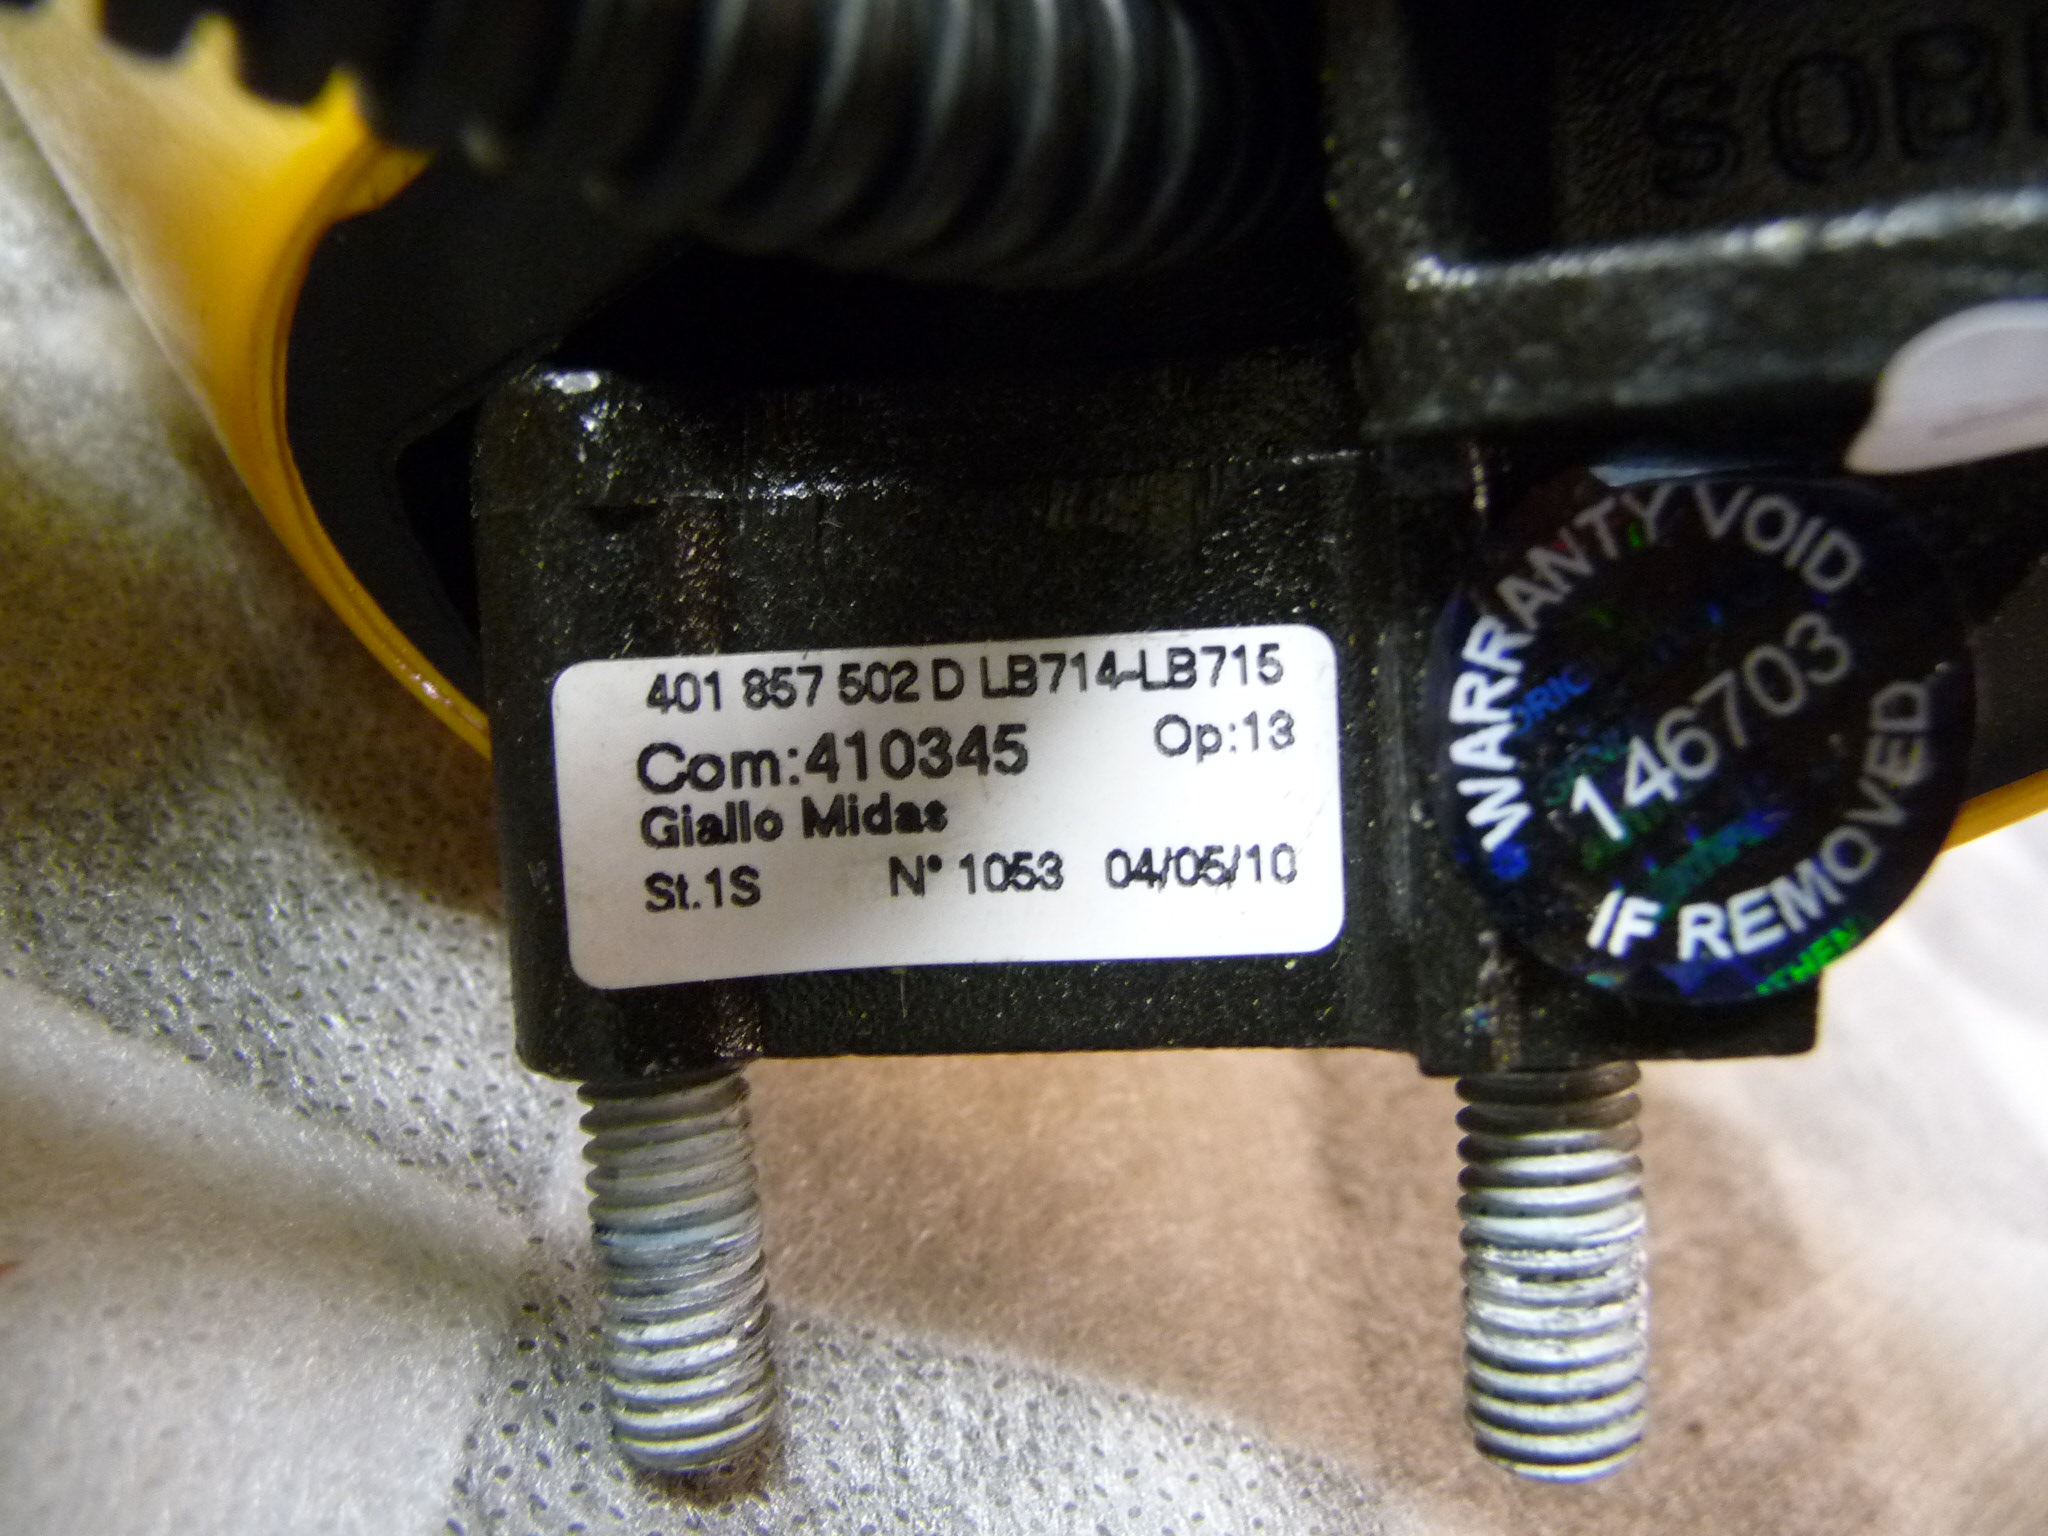 401 857 502 D LB714-LB715
Com:410345 Op:13
Giallo Midas
St.1S N° 1053 04/05/10
WARRANTY VOID
146703
IF REMOVED